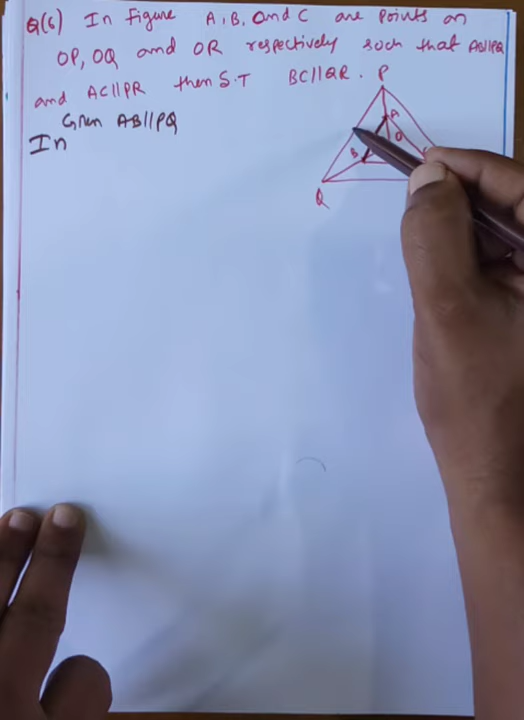 Q(6) In Figure A, B, and C are points on
OP, OQ and OR respectively such that AB||PQ
and AC||PR then S.T BC||QR.
Given AB||PQ
In
P
A
O
B
Q